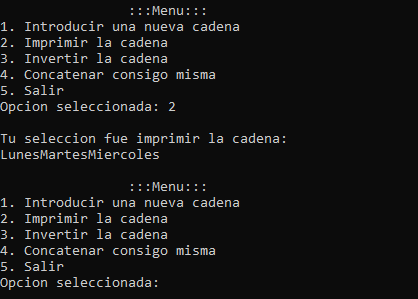 :::Menu:::
1. Introducir una nueva cadena
2. Imprimir la cadena
3. Invertir la cadena
4. Concatenar consigo misma
5. Salir
Opcion seleccionada: 2
Tu seleccion fue imprimir la cadena:
LunesMartesMiercoles
:::Menu:::
1. Introducir una nueva cadena
2. Imprimir la cadena
3. Invertir la cadena
4. Concatenar consigo misma
5. Salir
Opcion seleccionada: